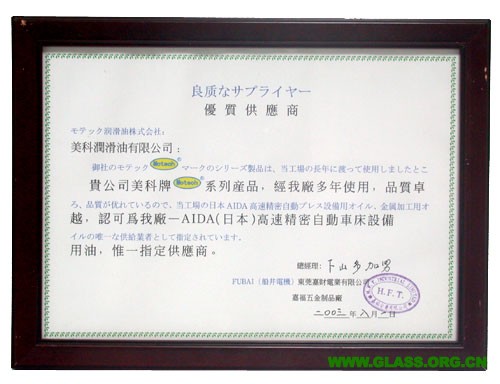 良质なサプライヤー
優質供應商
モテック潤滑油株式会社:
美科潤滑油有限公司:
御社のモテック Motech® マークのシリーズ製品は、当工場の長年に渡って使用しましたとこ
貴公司美科牌 Motech® 系列産品，經我廠多年使用，品質卓
ろ、品質が优れているので、当工場の日本AIDA高速精密自動プレス設備用オイル、金属加工用オ
越，認可爲我廠—AIDA(日本)高速精密自動車床設備
イルの唯一な供給業者として指定されています。
用油，惟一指定供應商。
總經理: 下山多加男
FUBAI (船井電機) 東莞嘉財電業有限公司
嘉福五金制品廠
H.F.T.
二00三年八月 日
WWW.GLASS.ORG.CN